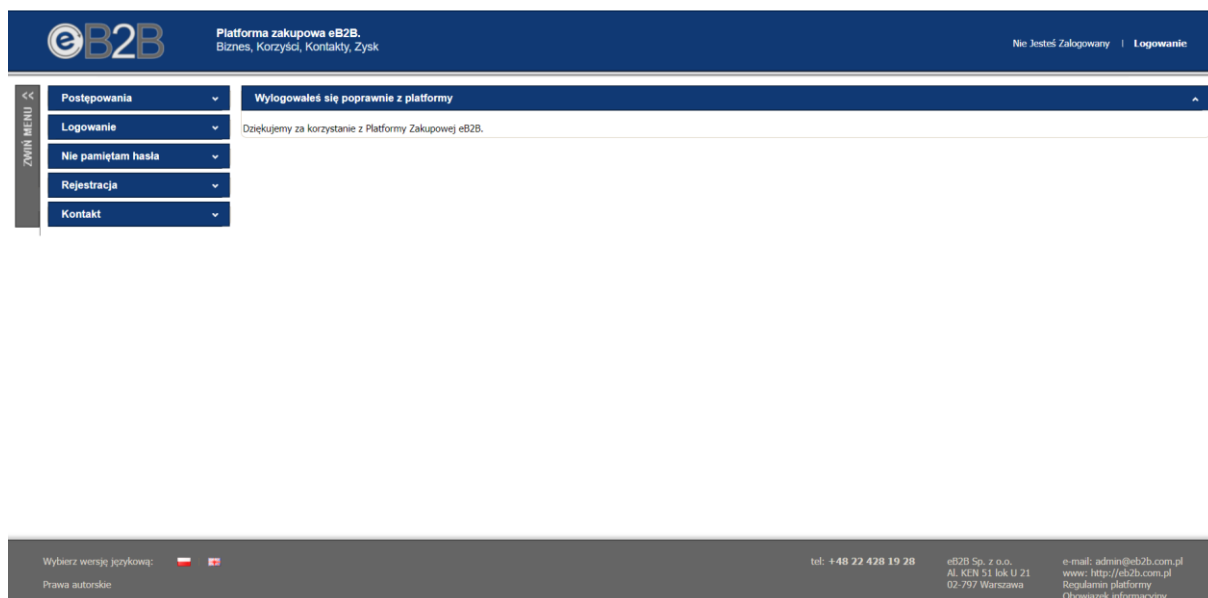 eB2B
Platforma zakupowa eB2B.
Biznes, Korzyści, Kontakty, Zysk
Nie Jesteś Zalogowany | Logowanie
<< ZWIŃ MENU
Postępowania
Logowanie
Nie pamiętam hasła
Rejestracja
Kontakt
Wylogowałeś się poprawnie z platformy
Dziękujemy za korzystanie z Platformy Zakupowej eB2B.
Wybierz wersję językową:
Prawa autorskie
tel: +48 22 428 19 28
eB2B Sp. z o.o.
Al. KEN 51 lok U 21
02-797 Warszawa
e-mail: admin@eb2b.com.pl
www: http://eb2b.com.pl
Regulamin platformy
Obowiązek informacyjny